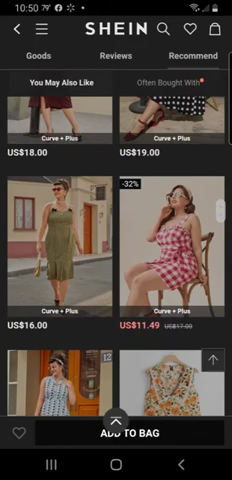 10:50 79°
SHEIN
Goods Reviews Recommend
You May Also Like Often Bought With
Curve + Plus Curve + Plus
US$18.00 US$19.00
-32%
Curve + Plus Curve + Plus
US$16.00 US$11.49 US$17.00
12
ADD TO BAG